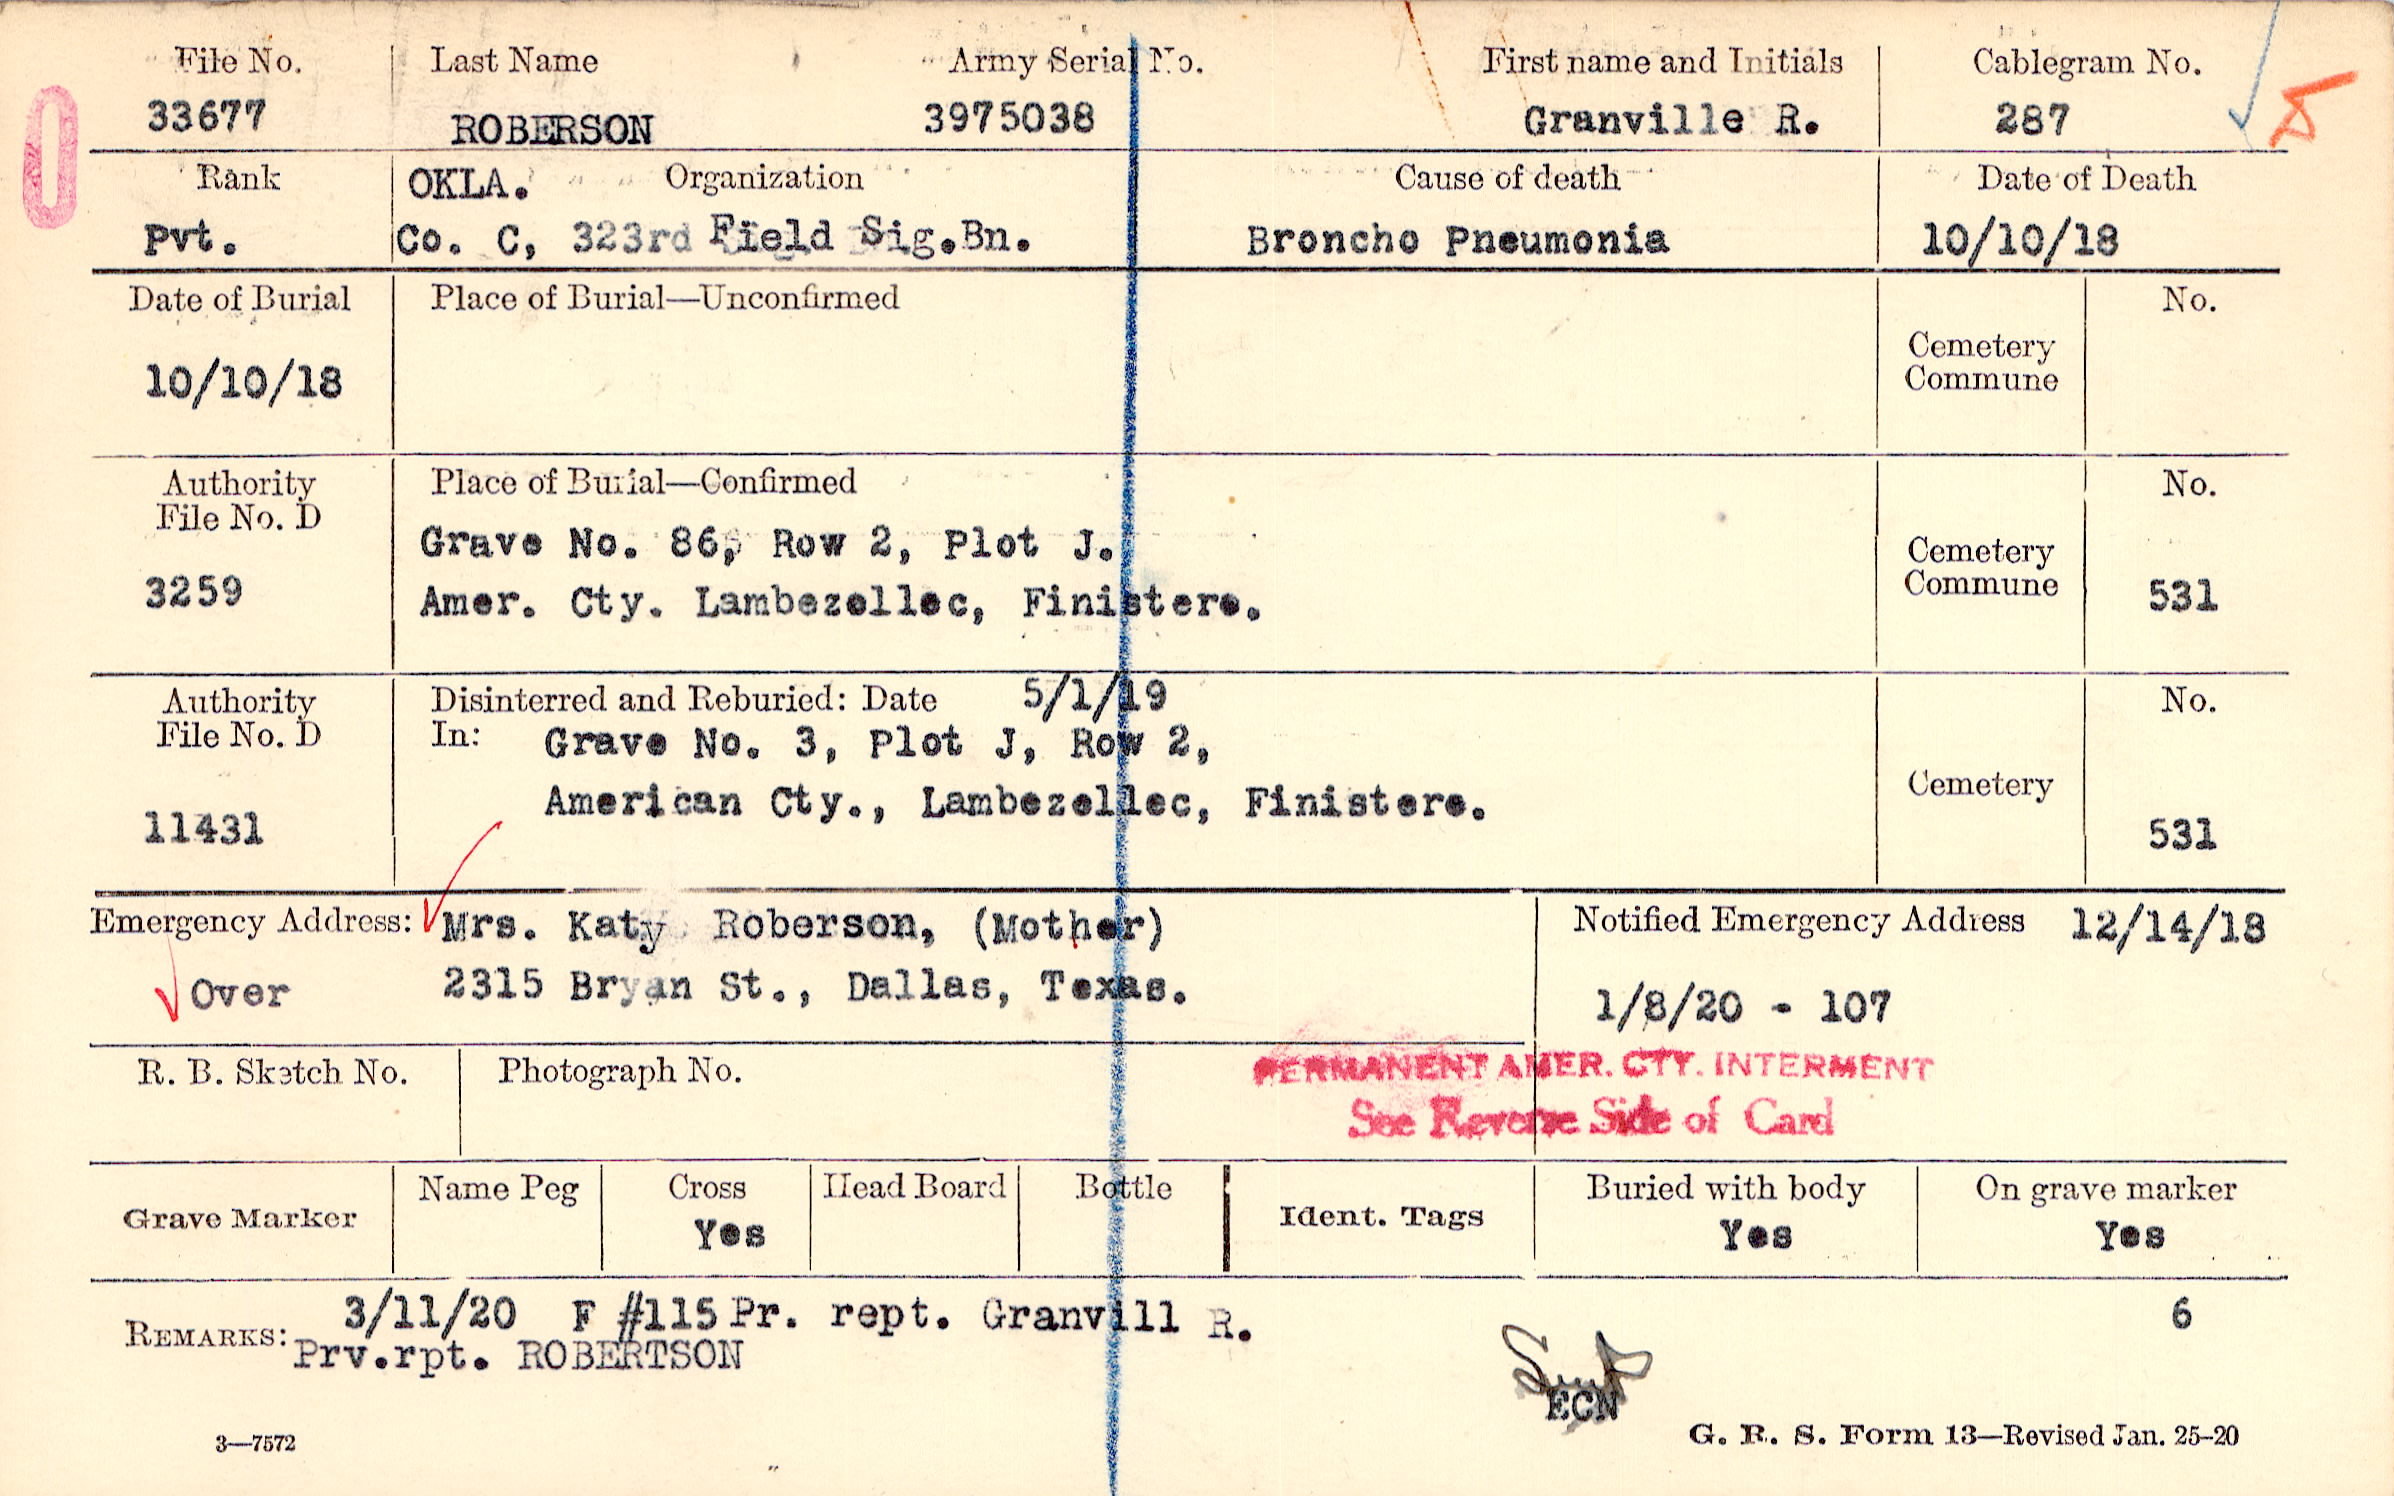 File No. Last Name Army Serial No. First name and Initials Cablegram No.
33677 ROBERSON 3975038 Granville R. 287
Rank OKLA. Organization Cause of death Date of Death
Pvt. Co. C, 323rd Field Sig.Bn. Broncho Pneumonia 10/10/18
Date of Burial Place of Burial—Unconfirmed No.
10/10/18 Cemetery
Commune
Authority Place of Burial—Confirmed No.
File No. D
Grave No. 86, Row 2, Plot J. Cemetery
3259 Commune 531
Amer. Cty. Lambezellec, Finistere.
Authority Disinterred and Reburied: Date 5/1/19 No.
File No. D In: Grave No. 3, Plot J, Row 2,
American Cty., Lambezellec, Finistere. Cemetery
11431 531
Emergency Address: Mrs. Katy Roberson, (Mother) Notified Emergency Address 12/14/18
Over 2315 Bryan St., Dallas, Texas. 1/8/20 - 107
R. B. Sketch No. Photograph No. PERMANENT AMER. CTY. INTERMENT
See Reverse Side of Card
Grave Marker Name Peg Cross Head Board Bottle Ident. Tags Buried with body On grave marker
Yes Yes Yes
REMARKS: 3/11/20 F #115 Pr. rept. Granvill R. 6
Prv.rpt. ROBERTSON
ECN
3—7572 G. R. S. Form 13—Revised Jan. 25-20